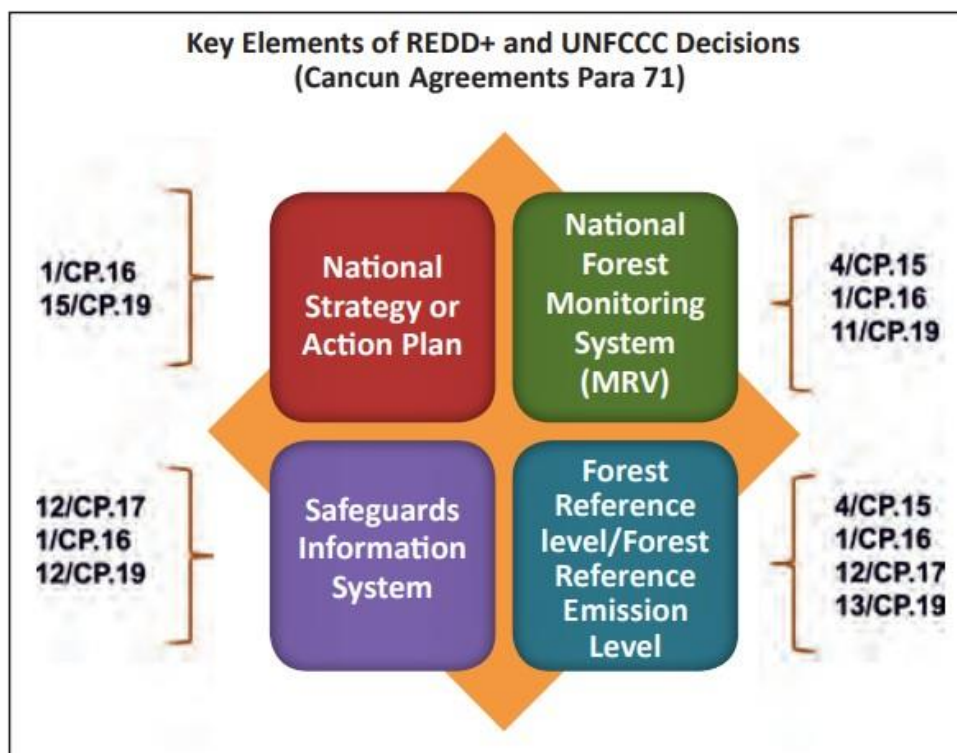 Key Elements of REDD+ and UNFCCC Decisions
(Cancun Agreements Para 71)
1/CP.16
15/CP.19
National
Strategy or
Action Plan
National
Forest
Monitoring
System
(MRV)
4/CP.15
1/CP.16
11/CP.19
12/CP.17
1/CP.16
12/CP.19
Safeguards
Information
System
Forest
Reference
level/Forest
Reference
Emission
Level
4/CP.15
1/CP.16
12/CP.17
13/CP.19